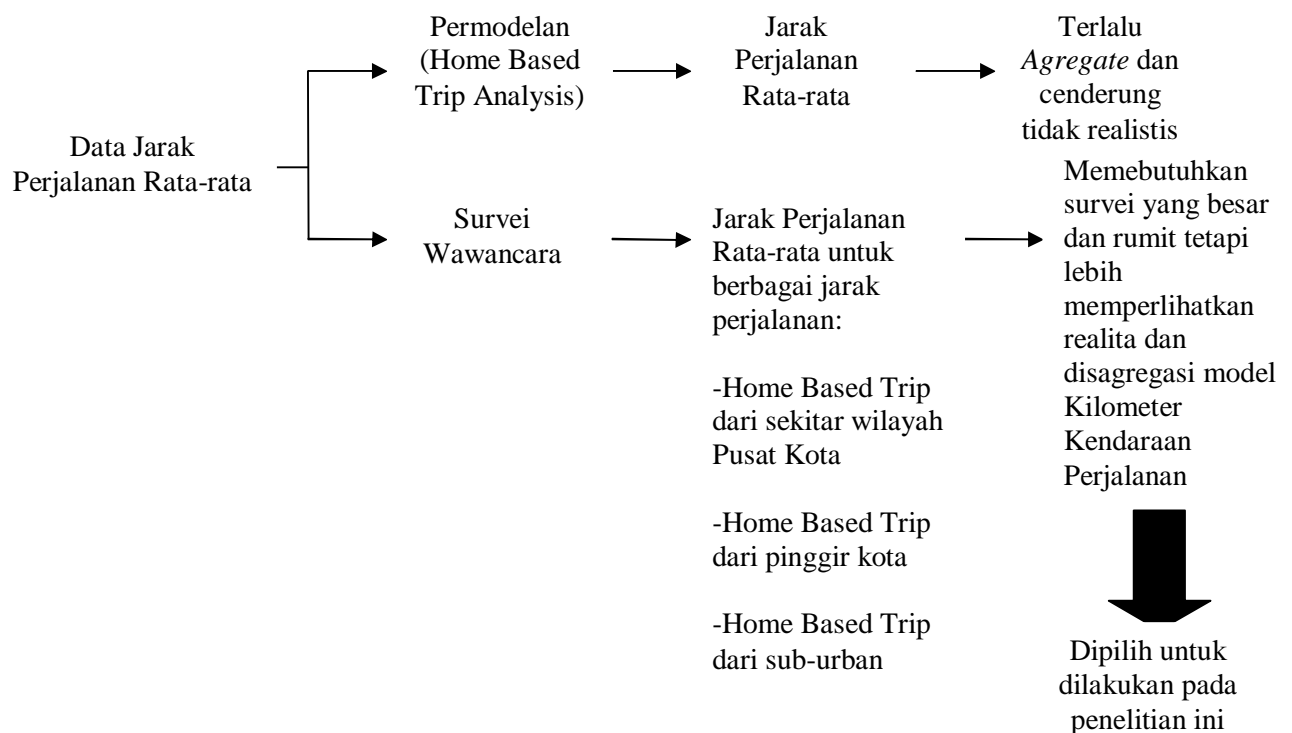 Data Jarak
Perjalanan Rata-rata
Permodelan
(Home Based
Trip Analysis)
Jarak
Perjalanan
Rata-rata
Terlalu
Agregate dan
cenderung
tidak realistis
Survei
Wawancara
Jarak Perjalanan
Rata-rata untuk
berbagai jarak
perjalanan:
-Home Based Trip
dari sekitar wilayah
Pusat Kota
-Home Based Trip
dari pinggir kota
-Home Based Trip
dari sub-urban
Memebutuhkan
survei yang besar
dan rumit tetapi
lebih
memperlihatkan
realita dan
disagregasi model
Kilometer
Kendaraan
Perjalanan
Dipilih untuk
dilakukan pada
penelitian ini